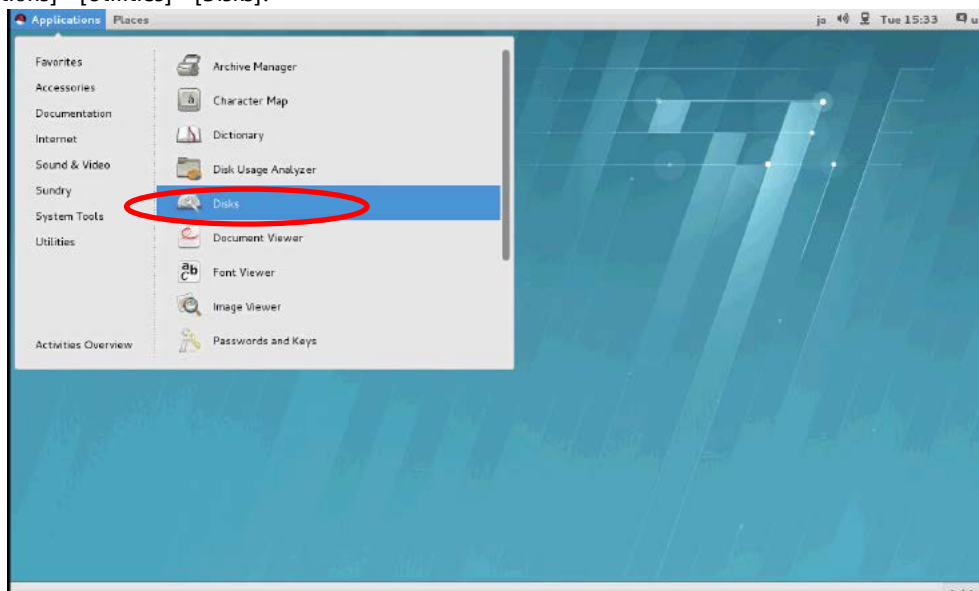 Applications Places ja Tue 15:33 u
Favorites
Accessories
Documentation
Internet
Sound & Video
Sundry
System Tools
Utilities
Activities Overview
Archive Manager
Character Map
Dictionary
Disk Usage Analyzer
Disks
Document Viewer
Font Viewer
Image Viewer
Passwords and Keys